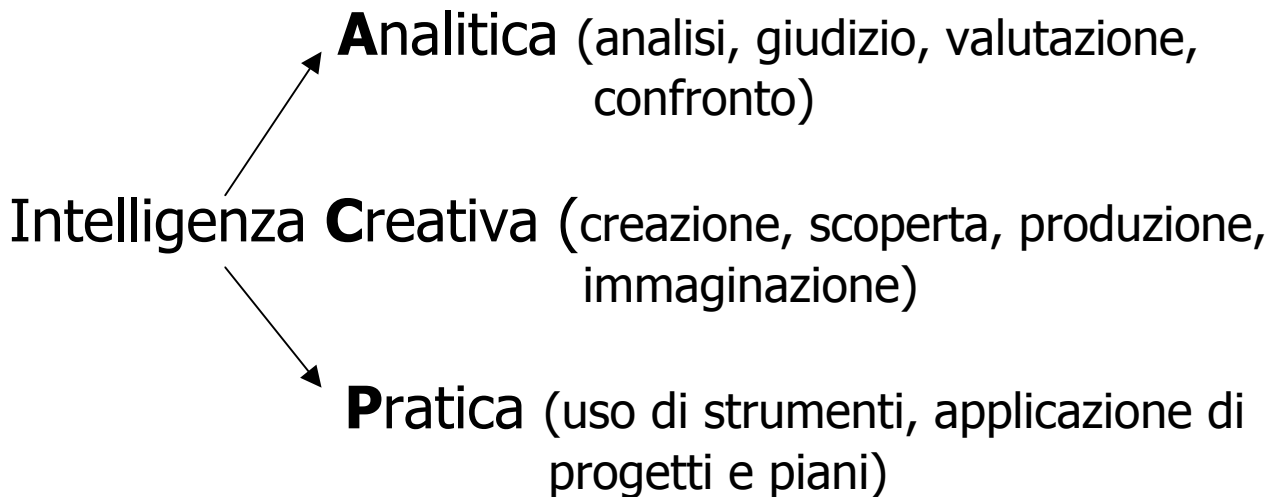 Analitica (analisi, giudizio, valutazione,
confronto)
Intelligenza Creativa (creazione, scoperta, produzione,
immaginazione)
Pratica (uso di strumenti, applicazione di
progetti e piani)